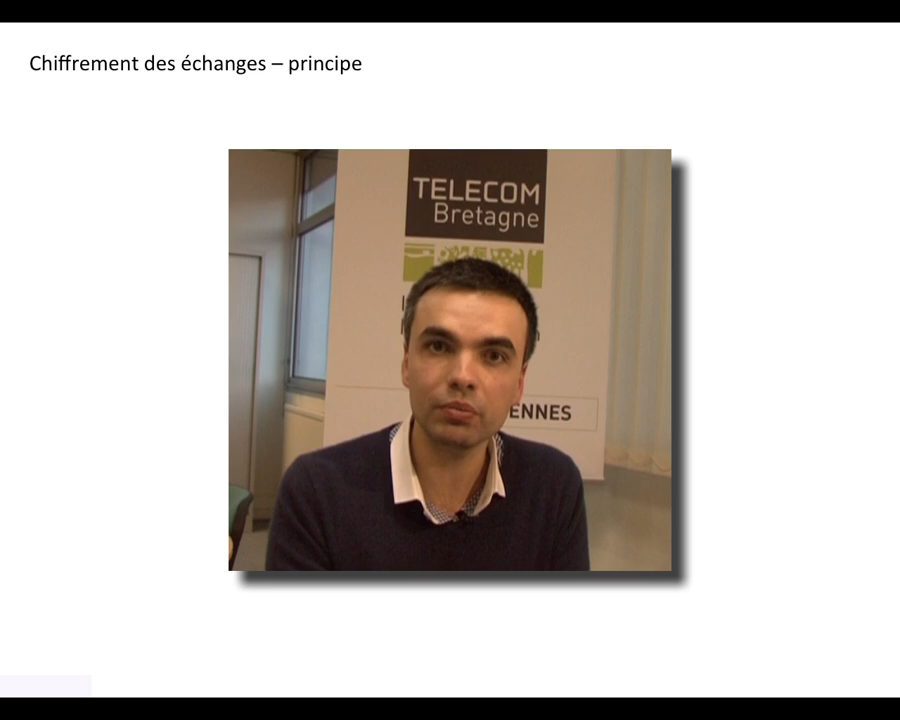 Chiffrement des échanges – principe
TELECOM
Bretagne
ENNES